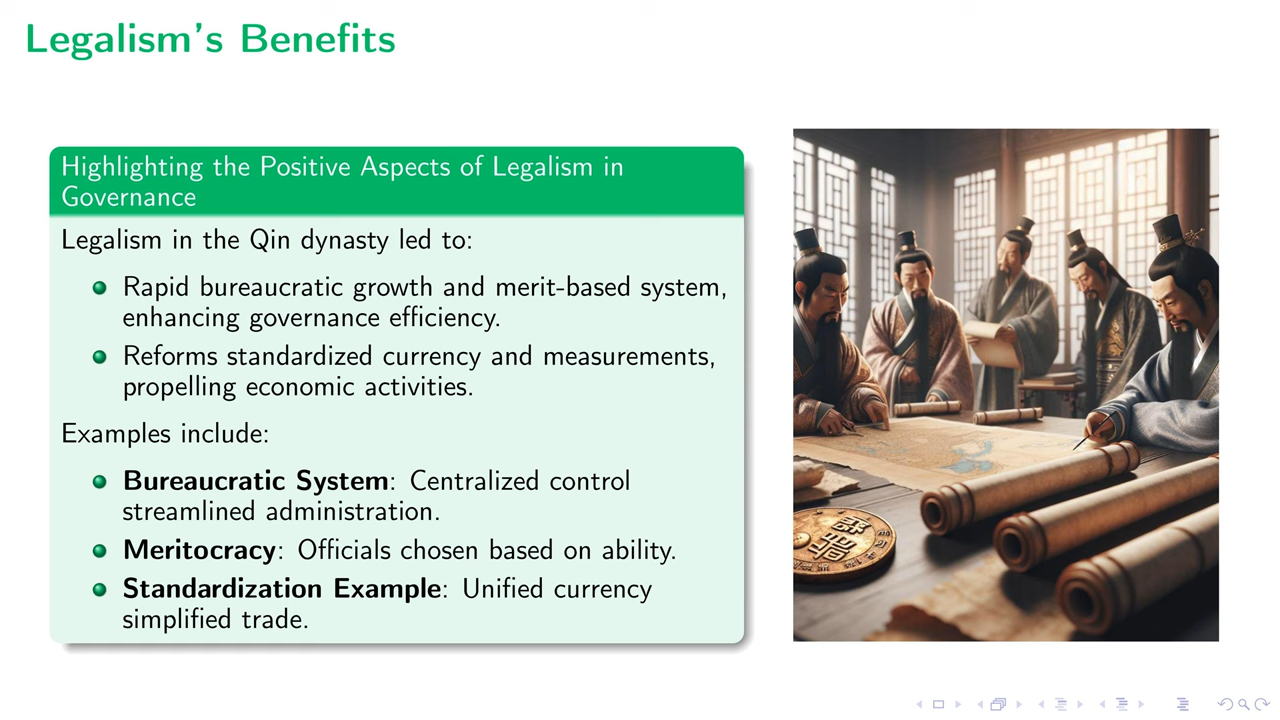 Legalism's Benefits
Highlighting the Positive Aspects of Legalism in
Governance
Legalism in the Qin dynasty led to:
Rapid bureaucratic growth and merit-based system,
enhancing governance efficiency.
Reforms standardized currency and measurements,
propelling economic activities.
Examples include:
Bureaucratic System: Centralized control
streamlined administration.
Meritocracy: Officials chosen based on ability.
Standardization Example: Unified currency
simplified trade.